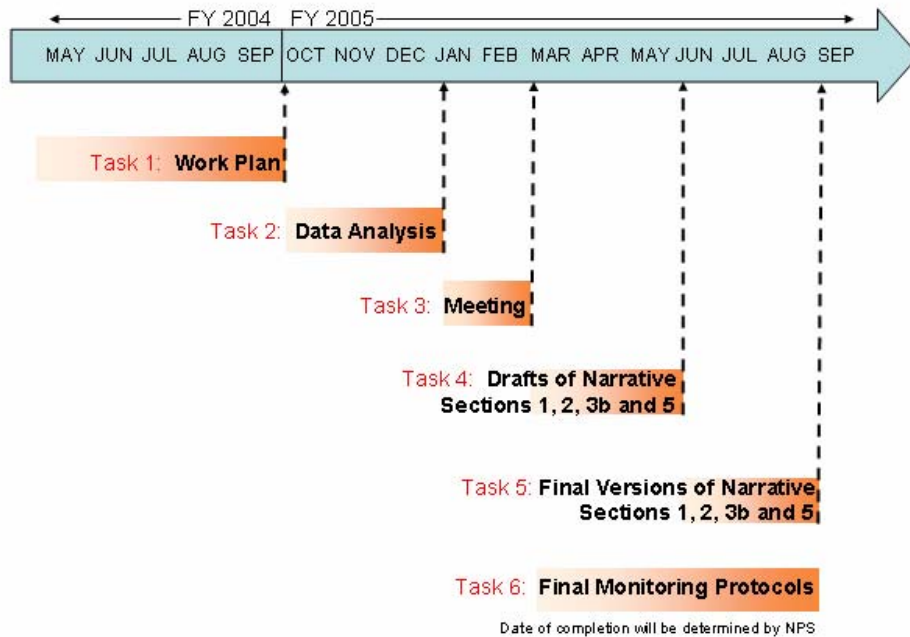 FY 2004 FY 2005
MAY JUN JUL AUG SEP OCT NOV DEC JAN FEB MAR APR MAY JUN JUL AUG SEP
Task 1: Work Plan
Task 2: Data Analysis
Task 3: Meeting
Task 4: Drafts of Narrative
Sections 1, 2, 3b and 5
Task 5: Final Versions of Narrative
Sections 1, 2, 3b and 5
Task 6: Final Monitoring Protocols
Date of completion will be determined by NPS